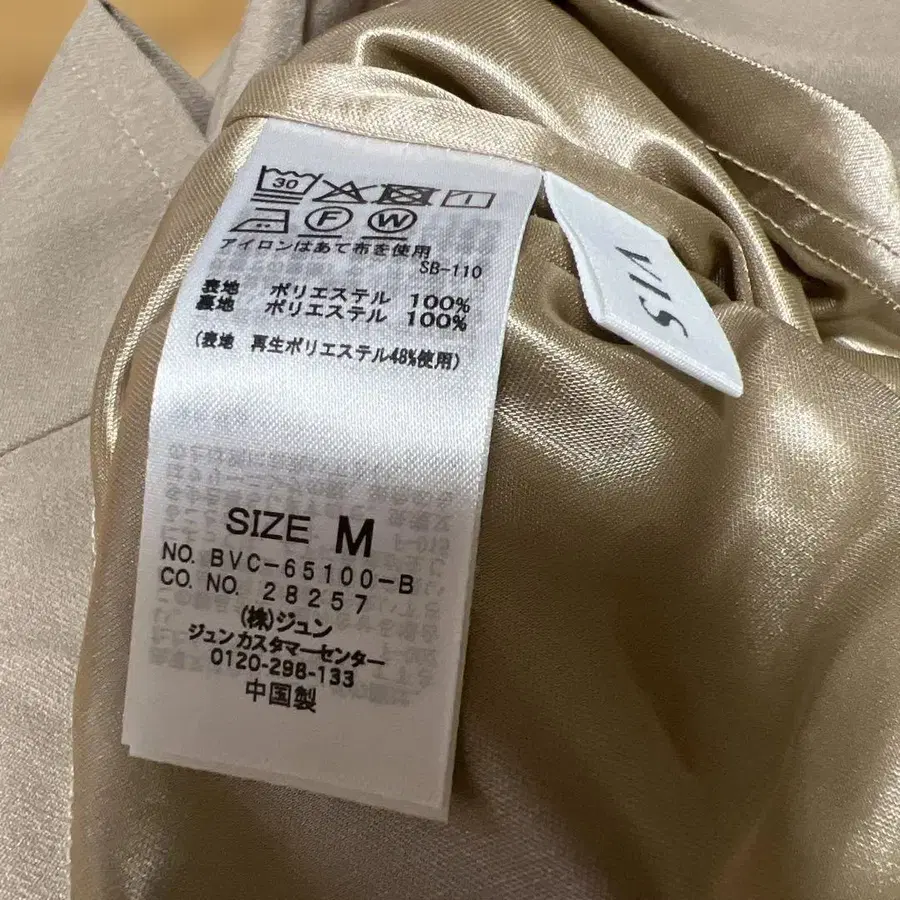 30
F W
アイロンはあて布を使用
SB-110
表地 ポリエステル 100%
裏地 ポリエステル 100%
(表地 再生ポリエステル48%使用)
SIZE M
NO. BVC-65100-B
CO. NO. 28257
(株)ジュン
ジュンカスタマーセンター
0120-298-133
中国製
VIS